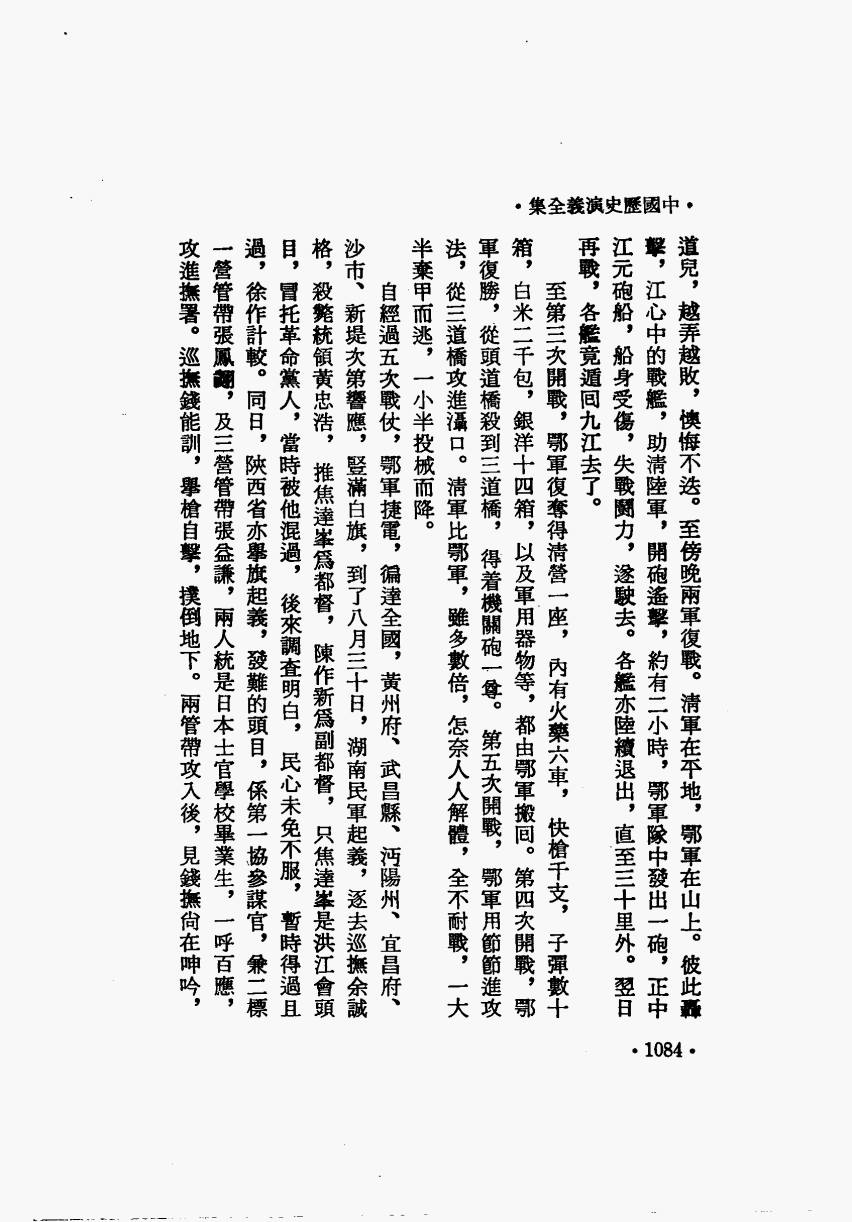 •中國歷史演義全集•
道兒，越弄越敗，懊悔不迭。至傍晚兩軍復戰。清軍在平地，鄂軍在山上。彼此轟
擊，江心中的戰艦，助清陸軍，開砲遙擊，約有二小時，鄂軍隊中發出一砲，正中
江元砲船，船身受傷，失戰鬪力，遂駛去。各艦亦陸續退出，直至三十里外。翌日
再戰，各艦竟遁回九江去了。
至第三次開戰，鄂軍復奪得清營一座，內有火藥六車，快槍千支，子彈數十
箱，白米二千包，銀洋十四箱，以及軍用器物等，都由鄂軍搬回。第四次開戰，鄂
軍復勝，從頭道橋殺到三道橋，得着機關砲一尊。第五次開戰，鄂軍用節節進攻
法，從三道橋攻進灄口。清軍比鄂軍，雖多數倍，怎奈人人解體，全不耐戰，一大
半棄甲而逃，一小半投械而降。
自經過五次戰仗，鄂軍捷電，徧達全國，黃州府、武昌縣、沔陽州、宜昌府、
沙市、新堤次第響應，豎滿白旗，到了八月三十日，湖南民軍起義，逐去巡撫余誠
格，殺斃統領黃忠浩，推焦達峯爲都督，陳作新爲副都督，只焦達峯是洪江會頭
目，冒托革命黨人，當時被他混過，後來調查明白，民心未免不服，暫時得過且
過，徐作計較。同日，陝西省亦舉旗起義，發難的頭目，係第一協參謀官，兼二標
一營管帶張鳳翽，及三營管帶張益謙，兩人統是日本士官學校畢業生，一呼百應，
攻進撫署。巡撫錢能訓，舉槍自擊，撲倒地下。兩管帶攻入後，見錢撫尙在呻吟，
•1084•